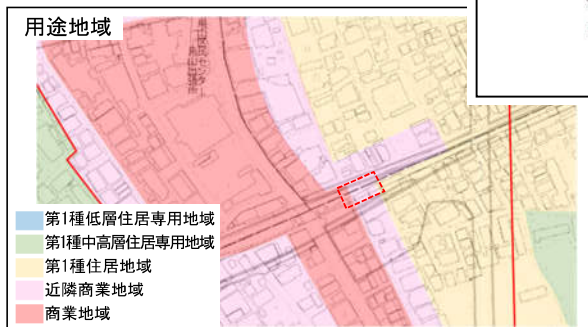 用途地域
第1種低層住居専用地域
第1種中高層住居専用地域
第1種住居地域
近隣商業地域
商業地域